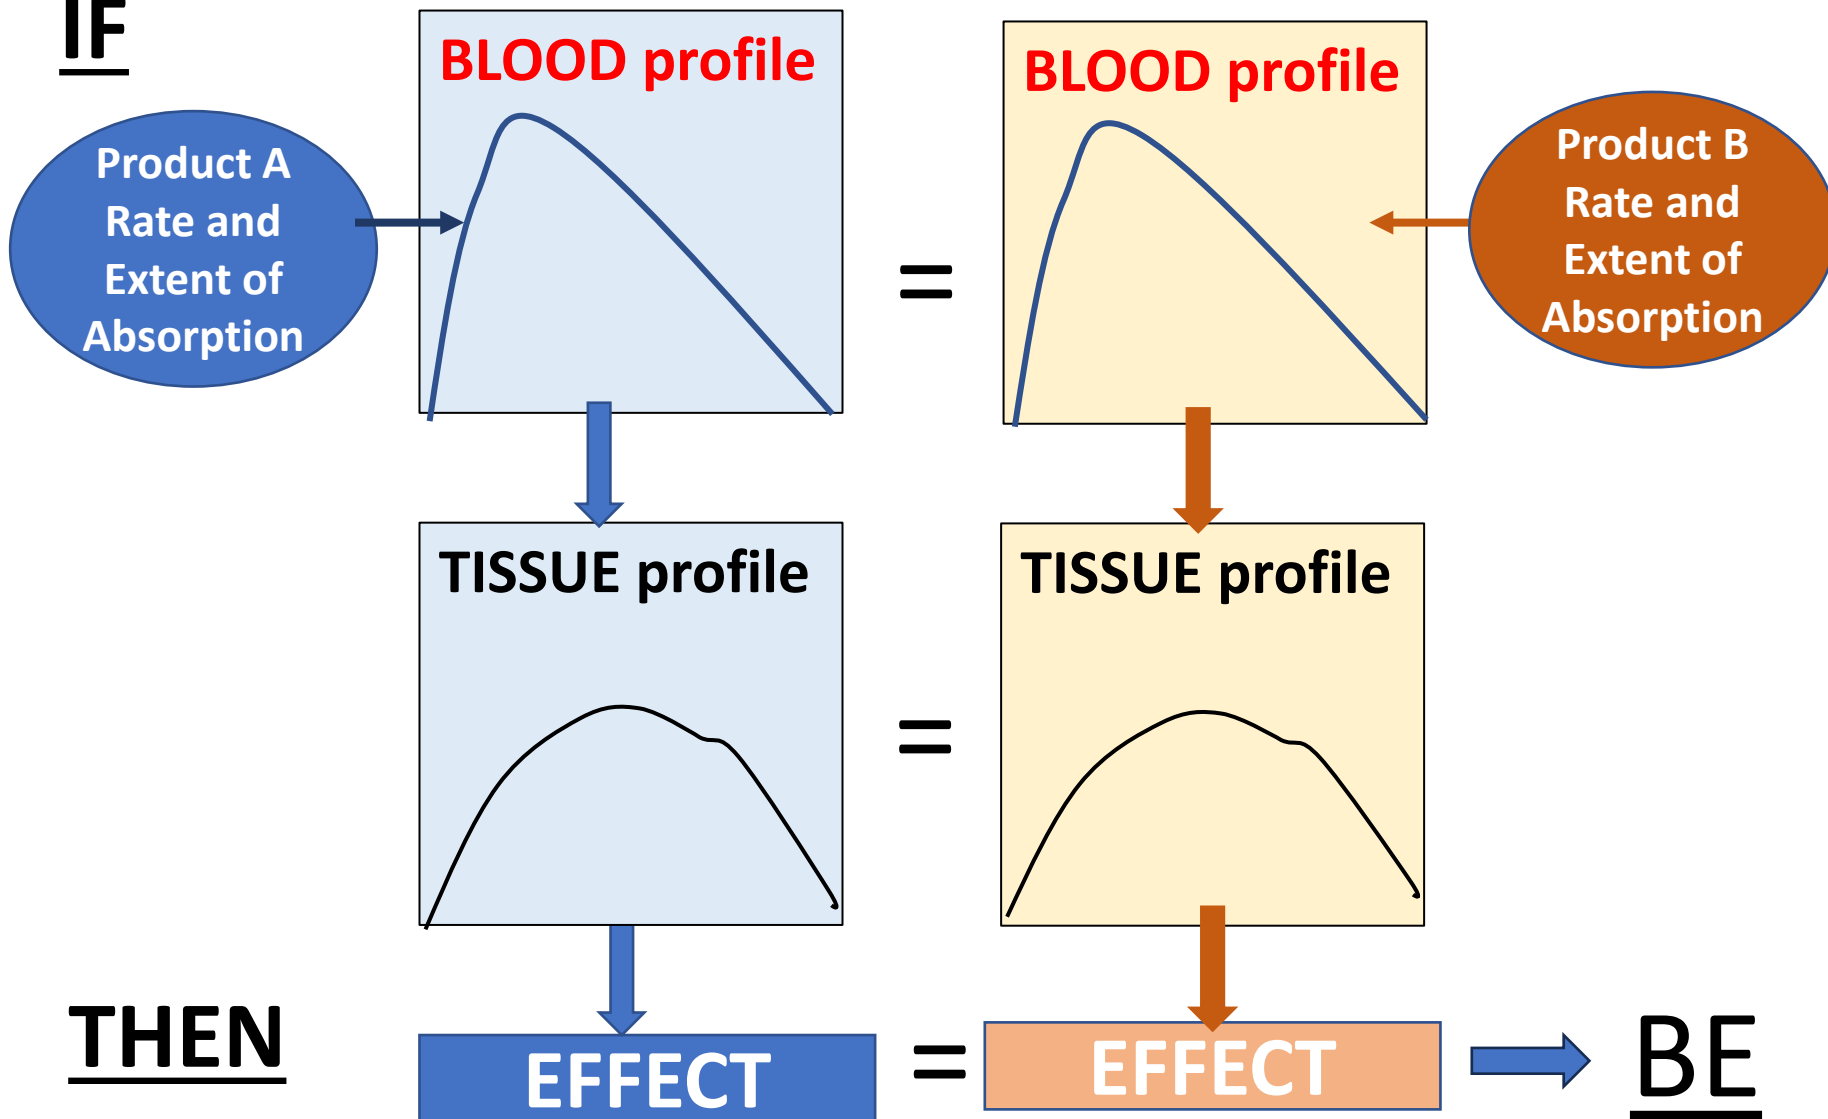 IF
BLOOD profile
BLOOD profile
Product A
Rate and
Extent of
Absorption
=
Product B
Rate and
Extent of
Absorption
TISSUE profile
TISSUE profile
=
THEN
EFFECT
=
EFFECT
BE